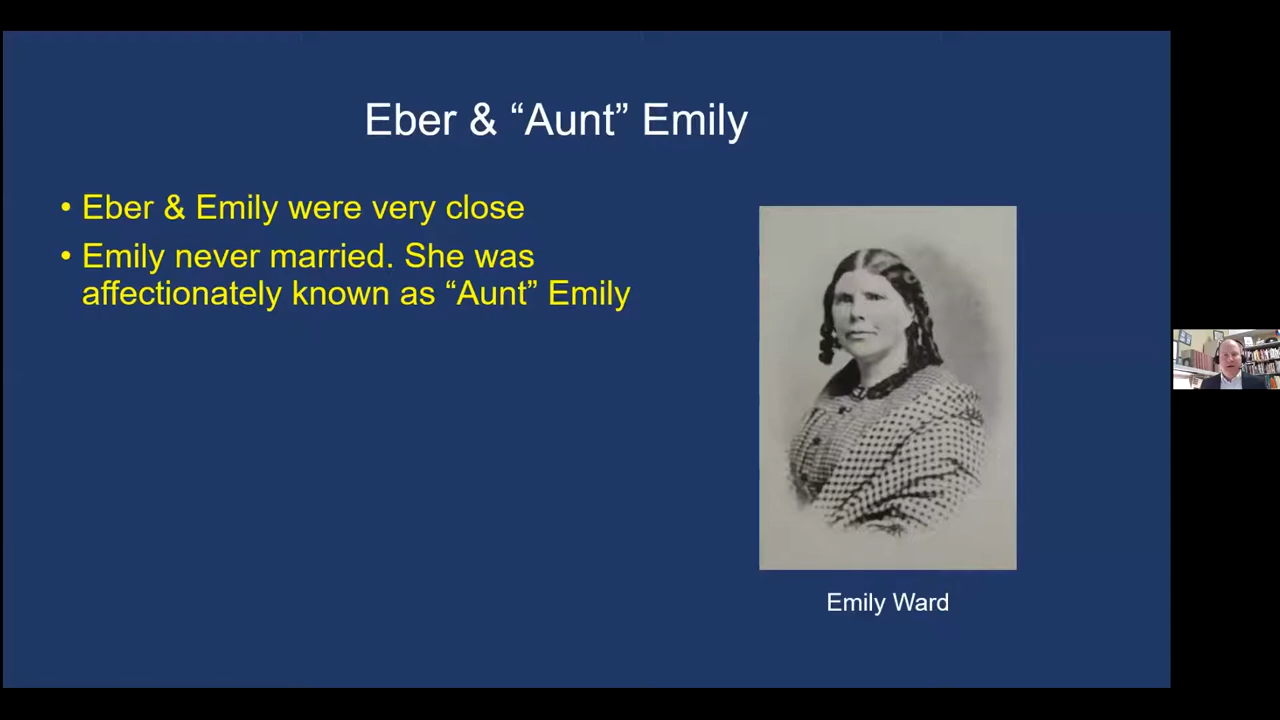 Eber & “Aunt” Emily
• Eber & Emily were very close
• Emily never married. She was
affectionately known as “Aunt” Emily
Emily Ward